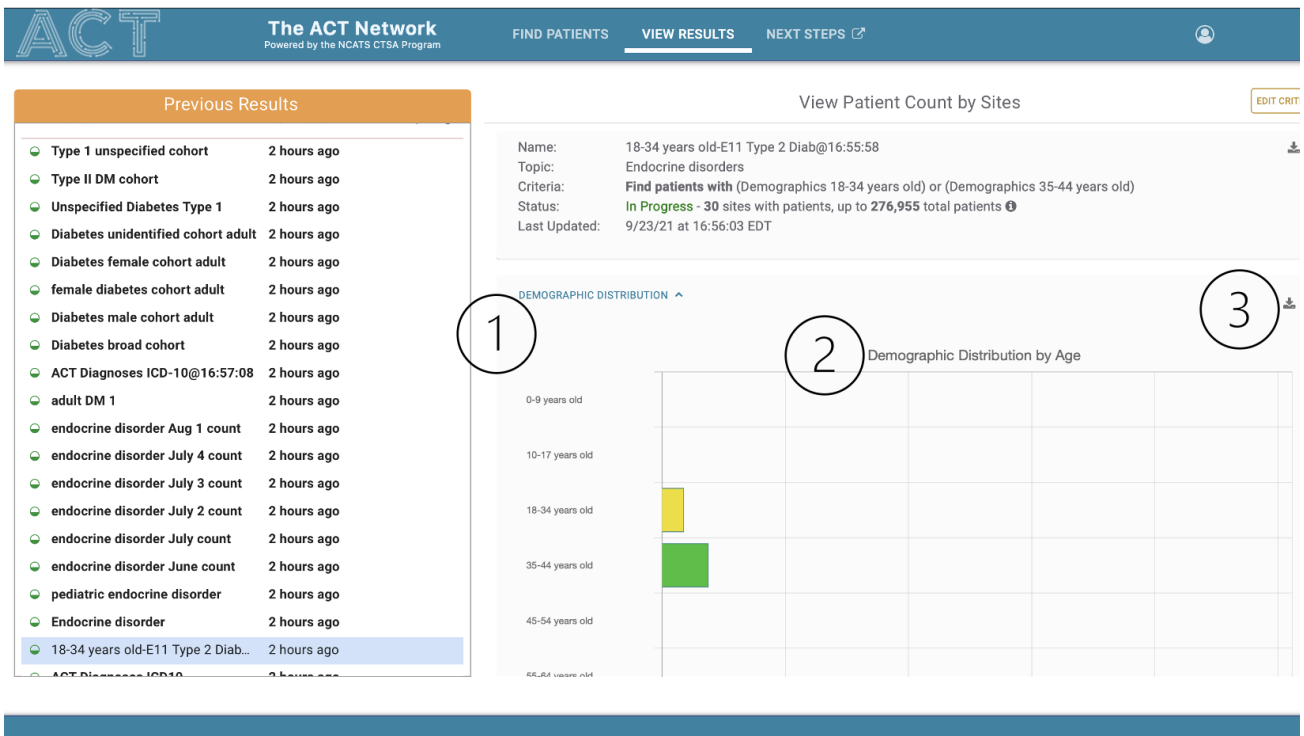 ACT
The ACT Network
Powered by the NCATS CTSA Program
FIND PATIENTS
VIEW RESULTS
NEXT STEPS
Previous Results
Type 1 unspecified cohort 2 hours ago
Type II DM cohort 2 hours ago
Unspecified Diabetes Type 1 2 hours ago
Diabetes unidentified cohort adult 2 hours ago
Diabetes female cohort adult 2 hours ago
female diabetes cohort adult 2 hours ago
Diabetes male cohort adult 2 hours ago
Diabetes broad cohort 2 hours ago
ACT Diagnoses ICD-10@16:57:08 2 hours ago
adult DM 1 2 hours ago
endocrine disorder Aug 1 count 2 hours ago
endocrine disorder July 4 count 2 hours ago
endocrine disorder July 3 count 2 hours ago
endocrine disorder July 2 count 2 hours ago
endocrine disorder July count 2 hours ago
endocrine disorder June count 2 hours ago
pediatric endocrine disorder 2 hours ago
Endocrine disorder 2 hours ago
18-34 years old-E11 Type 2 Diab... 2 hours ago
ACT Diagnoses ICD10 2 hours ago
View Patient Count by Sites
EDIT CRIT
Name: 18-34 years old-E11 Type 2 Diab@16:55:58
Topic: Endocrine disorders
Criteria: Find patients with (Demographics 18-34 years old) or (Demographics 35-44 years old)
Status: In Progress - 30 sites with patients, up to 276,955 total patients
Last Updated: 9/23/21 at 16:56:03 EDT
DEMOGRAPHIC DISTRIBUTION
1
2
3
Demographic Distribution by Age
0-9 years old
10-17 years old
18-34 years old
35-44 years old
45-54 years old
55-64 years old